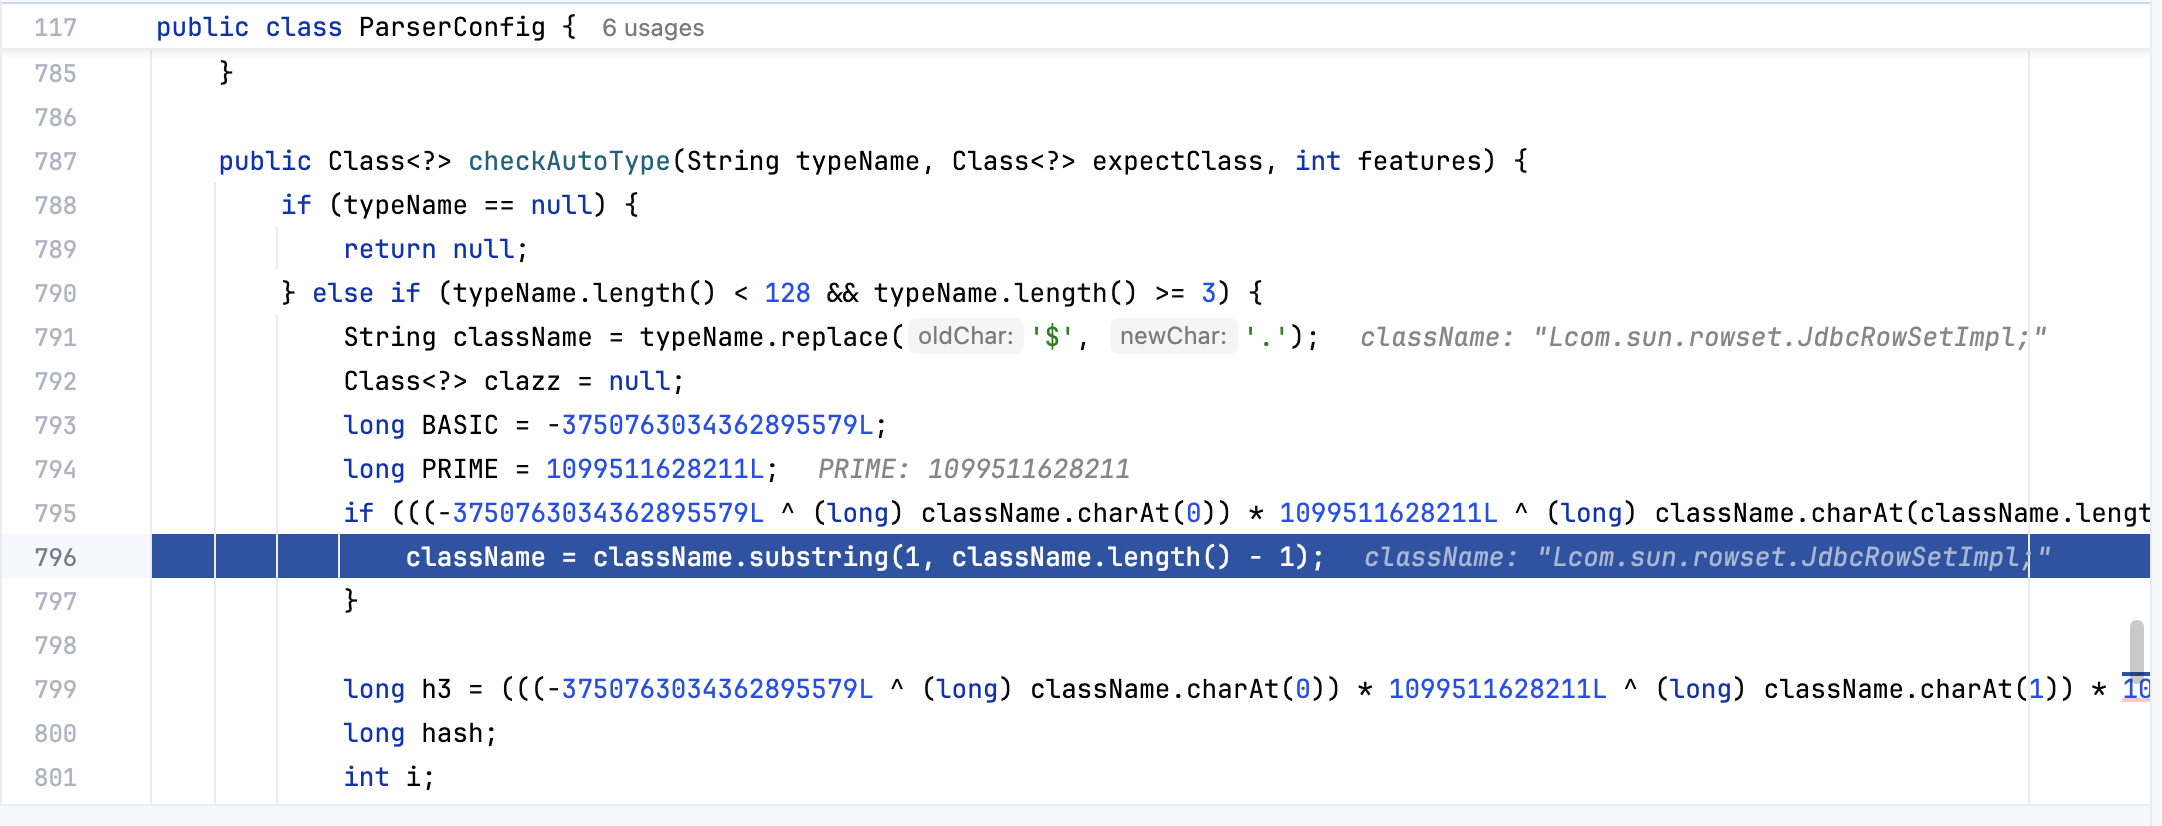 117 public class ParserConfig { 6 usages
785 }
786
787 public Class<?> checkAutoType(String typeName, Class<?> expectClass, int features) {
788 if (typeName == null) {
789 return null;
790 } else if (typeName.length() < 128 && typeName.length() >= 3) {
791 String className = typeName.replace( oldChar: '$', newChar: '.'); className: "Lcom.sun.rowset.JdbcRowSetImpl;"
792 Class<?> clazz = null;
793 long BASIC = -3750763034362895579L;
794 long PRIME = 1099511628211L; PRIME: 1099511628211
795 if (((-3750763034362895579L ^ (long) className.charAt(0)) * 1099511628211L ^ (long) className.charAt(className.lengt
796 className = className.substring(1, className.length() - 1); className: "Lcom.sun.rowset.JdbcRowSetImpl;"
797 }
798
799 long h3 = (((-3750763034362895579L ^ (long) className.charAt(0)) * 1099511628211L ^ (long) className.charAt(1)) * 10
800 long hash;
801 int i;